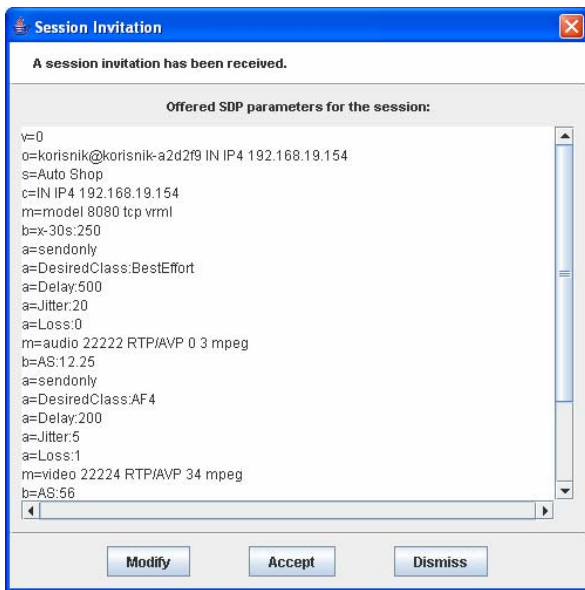 Session Invitation
A session invitation has been received.
Offered SDP parameters for the session:
v=0
o=korisnik@korisnik-a2d2f9 IN IP4 192.168.19.154
s=Auto Shop
c=IN IP4 192.168.19.154
m=model 8080 tcp vrml
b=x-30s:250
a=sendonly
a=DesiredClass:BestEffort
a=Delay:500
a=Jitter:20
a=Loss:0
m=audio 22222 RTP/AVP 0 3 mpeg
b=AS:12.25
a=sendonly
a=DesiredClass:AF4
a=Delay:200
a=Jitter:5
a=Loss:1
m=video 22224 RTP/AVP 34 mpeg
b=AS:56
Modify Accept Dismiss